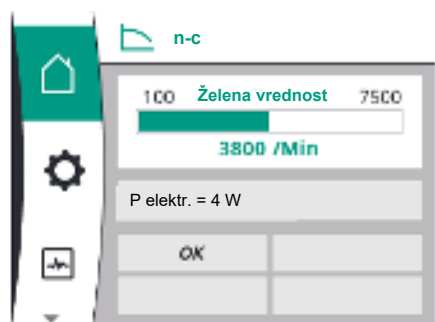 n-c
100 Želena vrednost 7500
3800 /Min
P elektr. = 4 W
OK